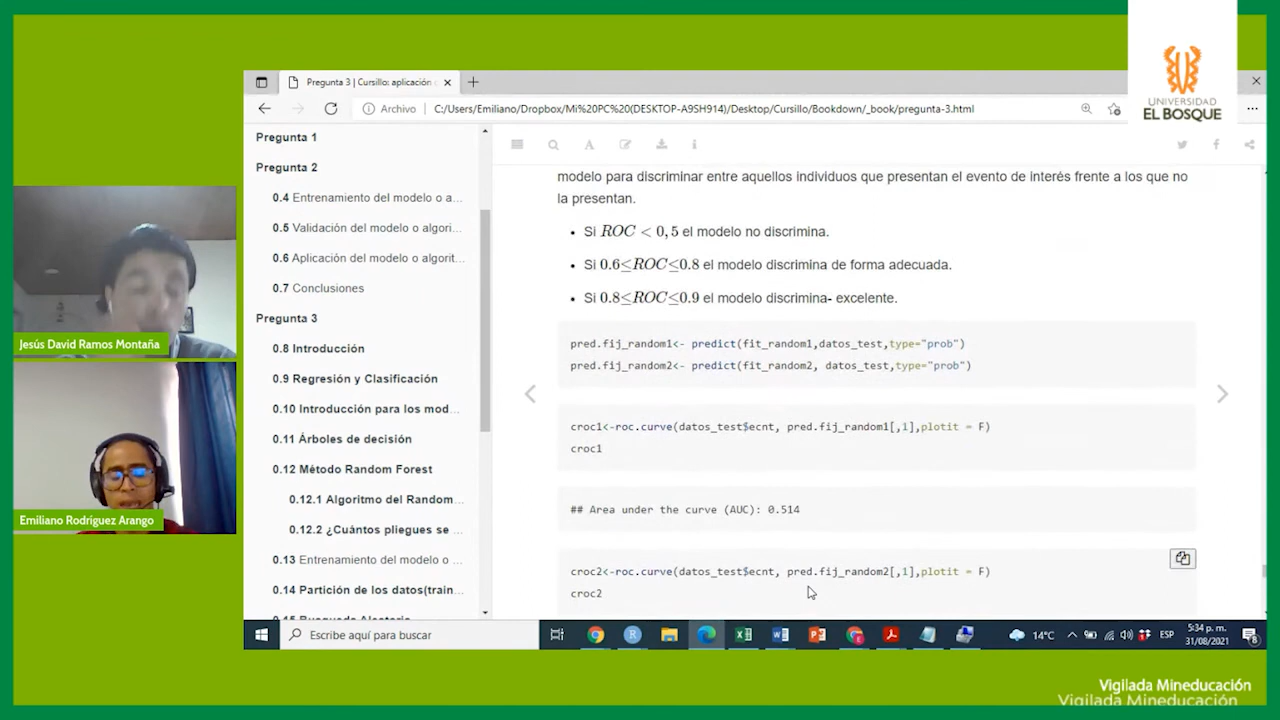 UNIVERSIDAD
EL BOSQUE
Pregunta 3 | Cursillo: aplicación
Archivo
C:/Users/Emiliano/Dropbox/Mi%20PC%20(DESKTOP-A95H914)/Desktop/Cursillo/Bookdown/_book/pregunta-3.html
Pregunta 1
Pregunta 2
0.4 Entrenamiento del modelo o a...
0.5 Validación del modelo o algori...
0.6 Aplicación del modelo o algorit...
0.7 Conclusiones
Pregunta 3
0.8 Introducción
0.9 Regresión y Clasificación
0.10 Introducción para los mod...
0.11 Árboles de decisión
0.12 Método Random Forest
0.12.1 Algoritmo del Random...
0.12.2 ¿Cuántos pliegues se ...
0.13 Entrenamiento del modelo o ...
0.14 Partición de los datos(train...
0.15 Busqueda Aleatoria
modelo para discriminar entre aquellos individuos que presentan el evento de interés frente a los que no
la presentan.
• Si ROC < 0, 5 el modelo no discrimina.
• Si 0.6≤ROC≤0.8 el modelo discrimina de forma adecuada.
• Si 0.8≤ROC≤0.9 el modelo discrimina- excelente.
pred.fij_random1<- predict(fit_random1,datos_test,type="prob")
pred.fij_random2<- predict(fit_random2, datos_test,type="prob")
croc1<-roc.curve(datos_test$ecnt, pred.fij_random1[,1],plotit = F)
croc1
## Area under the curve (AUC): 0.514
croc2<-roc.curve(datos_test$ecnt, pred.fij_random2[,1],plotit = F)
croc2
Jesús David Ramos Montaña
Emiliano Rodriguez Arango
Escribe aquí para buscar
14°C
ESP
5:34 p. m.
31/08/2021
Vigilada Mineducación
Vigilada Mineducación